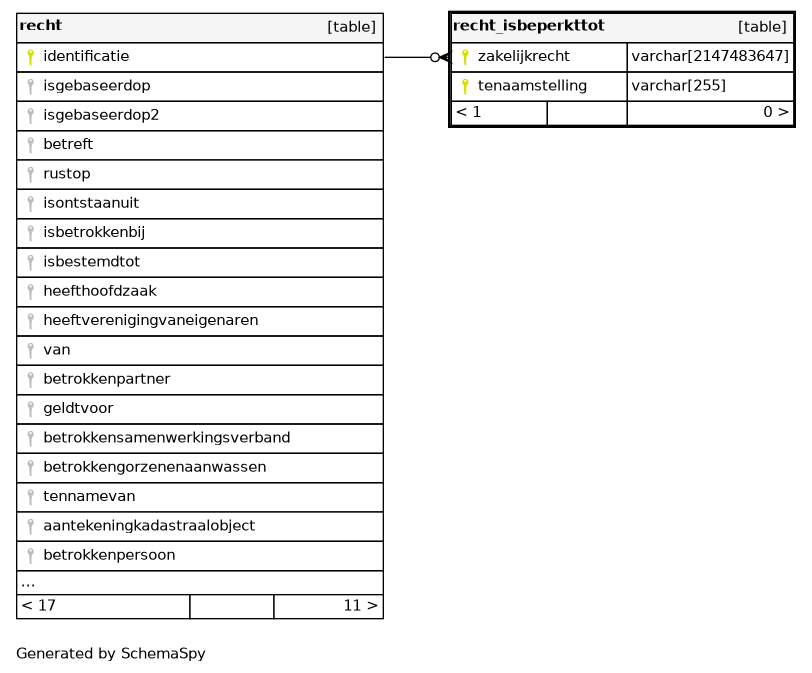 recht [table]
identificatie
isgebaseerdop
isgebaseerdop2
betreft
rustop
isontstaanuit
isbetrokkenbij
isbestemdtot
heefthoofdzaak
heeftverenigingvaneigenaren
van
betrokkenpartner
geldtvoor
betrokkensamenwerkingsverband
betrokkengorzenenaanwassen
tennamevan
aantekeningkadastraalobject
betrokkenpersoon
...
< 17 11 >
recht_isbeperkttot [table]
zakelijkrecht varchar[2147483647]
tenaamstelling varchar[255]
< 1 0 >
Generated by SchemaSpy